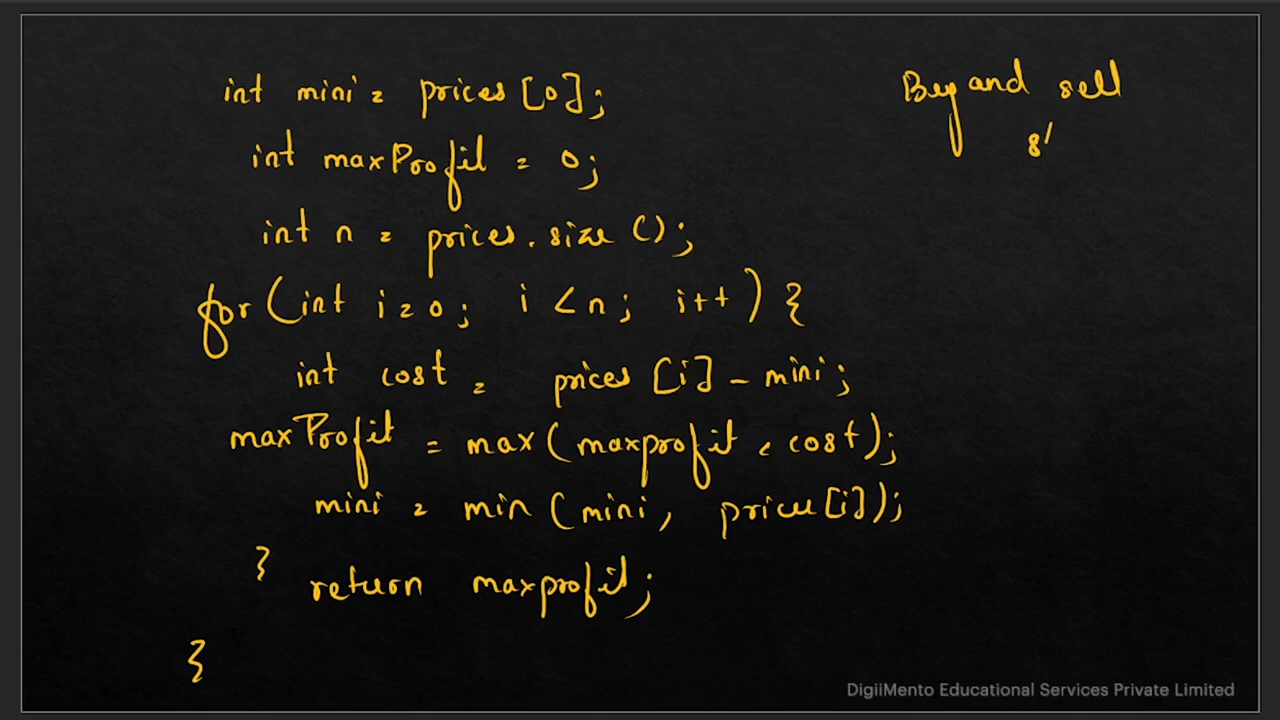 int mini = prices[0];
Buy and sell
int maxProfit = 0;
int n = prices.size();
for(int i=0; i<n; i++) {
int cost = prices[i] - mini;
maxProfit = max(maxprofit, cost);
mini = min(mini, prices[i]);
}
return maxprofit;
}
DigiiMento Educational Services Private Limited